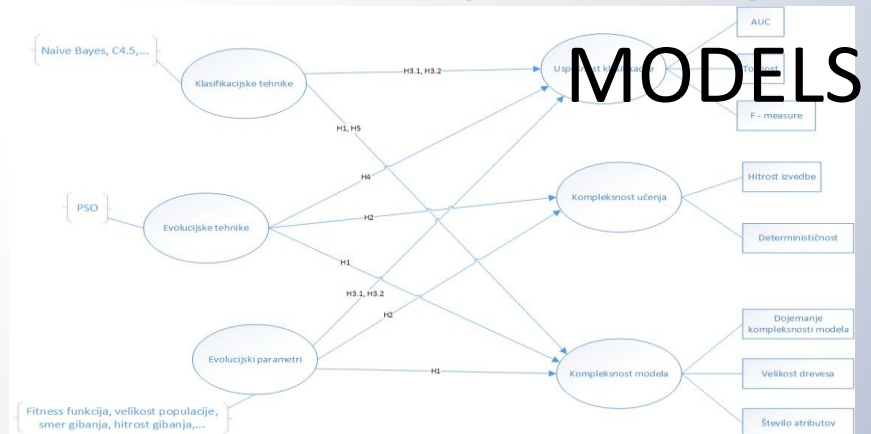 MODELS
AUC
Naive Bayes, C4.5,...
Klasifikacijske tehnike
H3.1, H3.2
F - measure
H1, H5
H4
PSO
Evolucijske tehnike
H2
Kompleksnost učenja
Hitrost izvedbe
Determinističnost
H1
H3.1, H3.2
H2
Evolucijski parametri
H1
Kompleksnost modela
Dojemanje
kompleksnosti modela
Velikost drevesa
Število atributov
Fitness funkcija, velikost populacije,
smer gibanja, hitrost gibanja,...